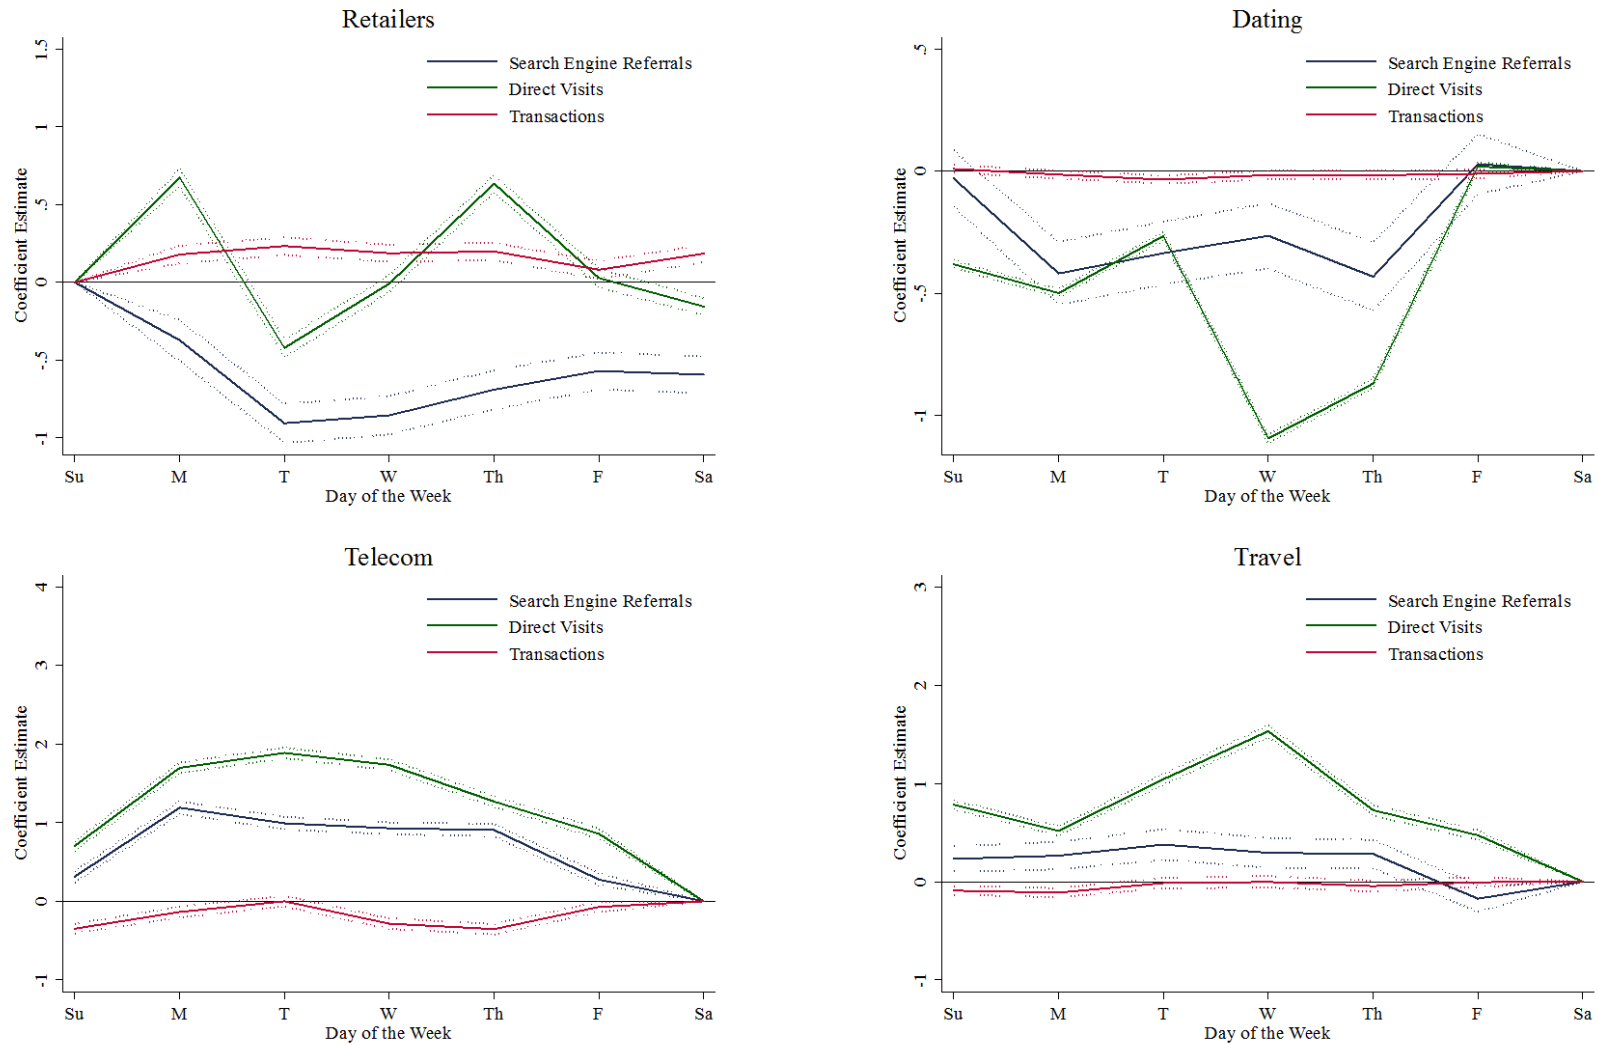 Retailers
1.5
1
.5
0
-.5
-1
Coefficient Estimate
Search Engine Referrals
Direct Visits
Transactions
Su M T W Th F Sa
Day of the Week
Dating
.5
0
-.5
-1
Coefficient Estimate
Search Engine Referrals
Direct Visits
Transactions
Su M T W Th F Sa
Day of the Week
Telecom
4
3
2
1
0
-1
Coefficient Estimate
Search Engine Referrals
Direct Visits
Transactions
Su M T W Th F Sa
Day of the Week
Travel
3
2
1
0
-1
Coefficient Estimate
Search Engine Referrals
Direct Visits
Transactions
Su M T W Th F Sa
Day of the Week